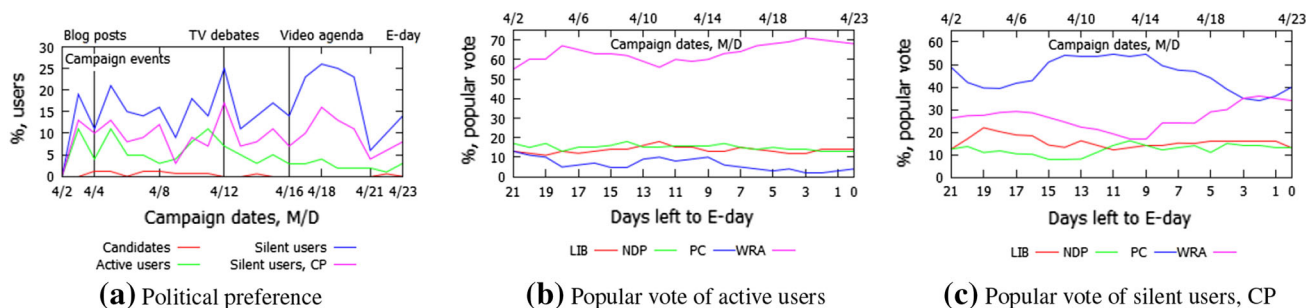 Blog posts TV debates Video agenda E-day
Campaign events
30
25
20
15
10
5
0
%, users
4/2 4/4 4/8 4/12 4/16 4/18 4/21 4/23
Campaign dates, M/D
Candidates Silent users
Active users Silent users, CP
(a) Political preference
4/2 4/6 4/10 4/14 4/18 4/23
Campaign dates, M/D
70
60
50
40
30
20
10
0
%, popular vote
21 19 17 15 13 11 9 7 5 3 1 0
Days left to E-day
LIB NDP PC WRA
(b) Popular vote of active users
4/2 4/6 4/10 4/14 4/18 4/23
Campaign dates, M/D
60
50
40
30
20
10
0
%, popular vote
21 19 17 15 13 11 9 7 5 3 1 0
Days left to E-day
LIB NDP PC WRA
(c) Popular vote of silent users, CP